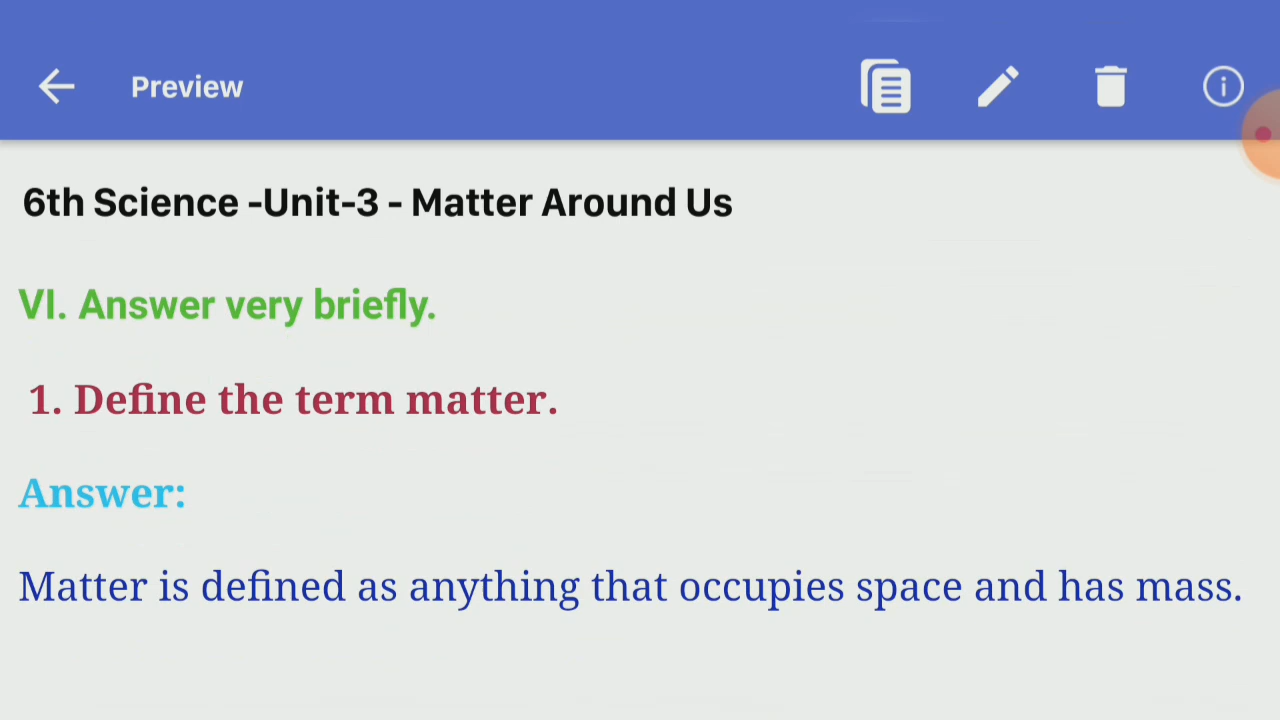 Preview
6th Science -Unit-3 - Matter Around Us
VI. Answer very briefly.
1. Define the term matter.
Answer:
Matter is defined as anything that occupies space and has mass.